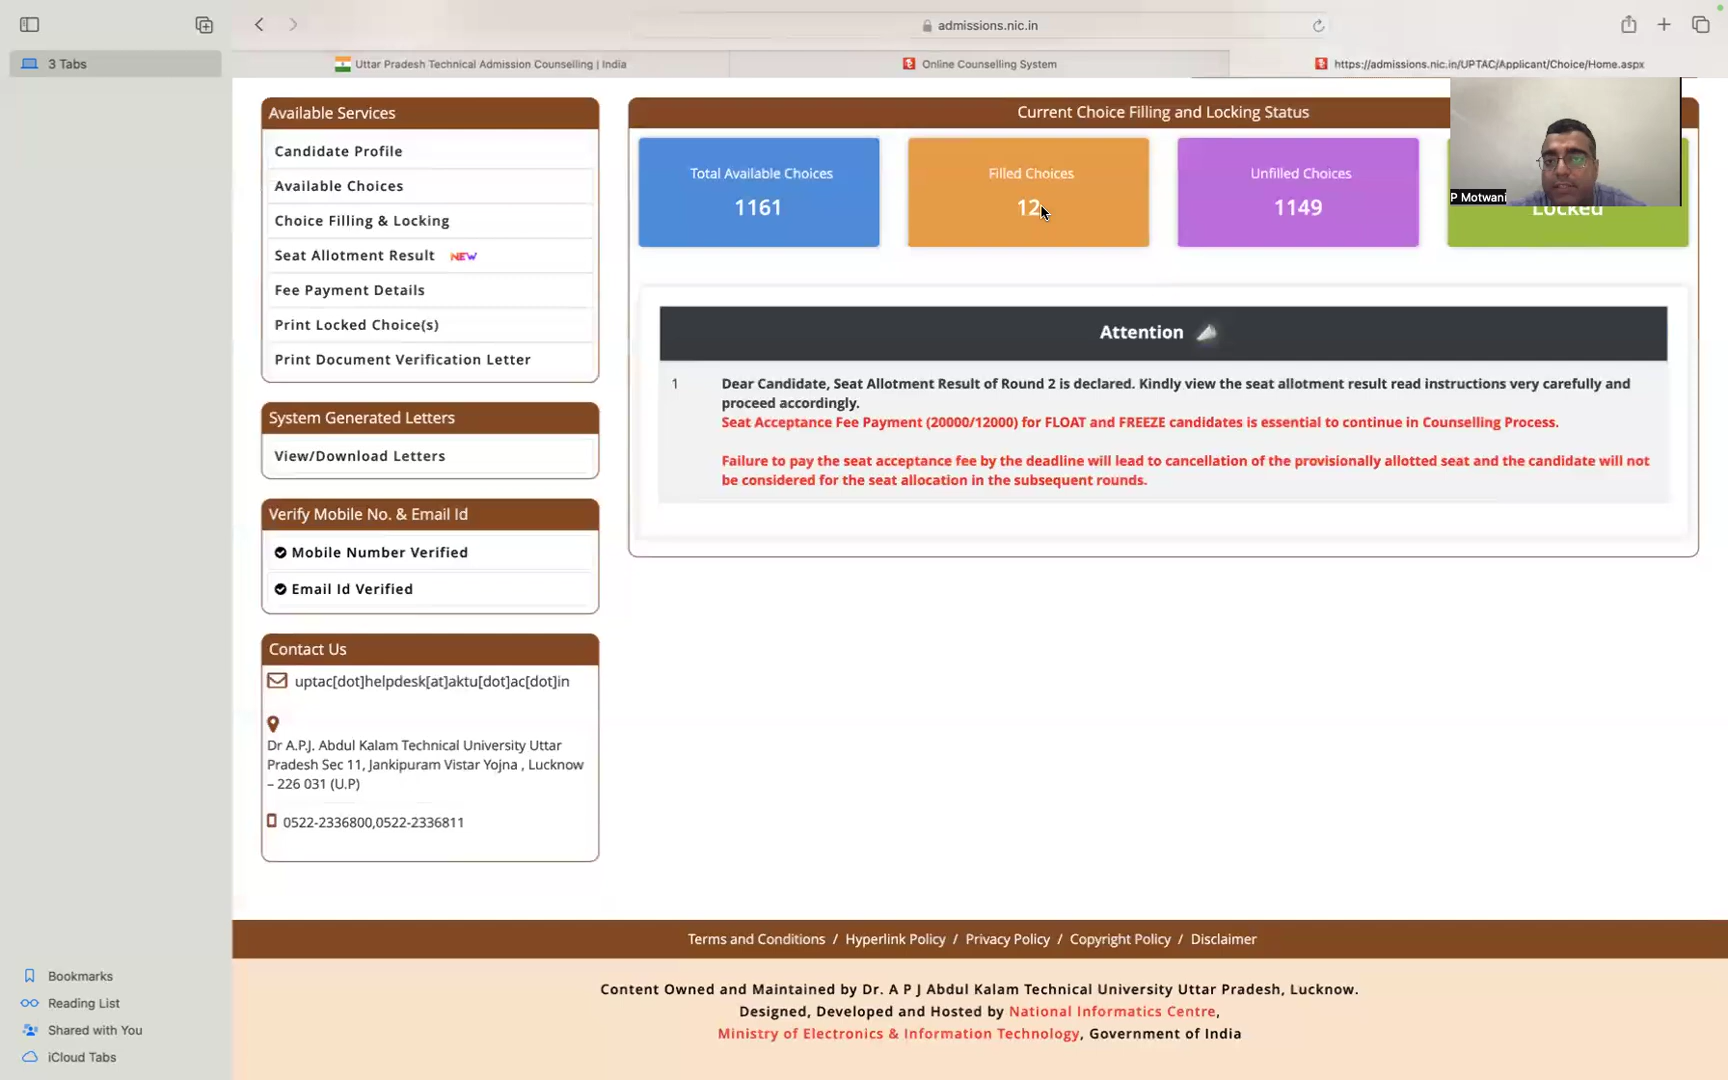 admissions.nic.in
3 Tabs
Uttar Pradesh Technical Admission Counselling | India
Online Counselling System
https://admissions.nic.in/UPTAC/Applicant/Choice/Home.aspx
Available Services
Candidate Profile
Available Choices
Choice Filling & Locking
Seat Allotment Result NEW
Fee Payment Details
Print Locked Choice(s)
Print Document Verification Letter
System Generated Letters
View/Download Letters
Verify Mobile No. & Email Id
Mobile Number Verified
Email Id Verified
Contact Us
uptac[dot]helpdesk[at]aktu[dot]ac[dot]in
Dr A.P.J. Abdul Kalam Technical University Uttar
Pradesh Sec 11, Jankipuram Vistar Yojna , Lucknow
– 226 031 (U.P)
0522-2336800,0522-2336811
Current Choice Filling and Locking Status
Total Available Choices
1161
Filled Choices
12
Unfilled Choices
1149
Locked
P Motwani
Attention
1
Dear Candidate, Seat Allotment Result of Round 2 is declared. Kindly view the seat allotment result read instructions very carefully and
proceed accordingly.
Seat Acceptance Fee Payment (20000/12000) for FLOAT and FREEZE candidates is essential to continue in Counselling Process.
Failure to pay the seat acceptance fee by the deadline will lead to cancellation of the provisionally allotted seat and the candidate will not
be considered for the seat allocation in the subsequent rounds.
Bookmarks
Reading List
Shared with You
iCloud Tabs
Terms and Conditions / Hyperlink Policy / Privacy Policy / Copyright Policy / Disclaimer
Content Owned and Maintained by Dr. A P J Abdul Kalam Technical University Uttar Pradesh, Lucknow.
Designed, Developed and Hosted by National Informatics Centre,
Ministry of Electronics & Information Technology, Government of India